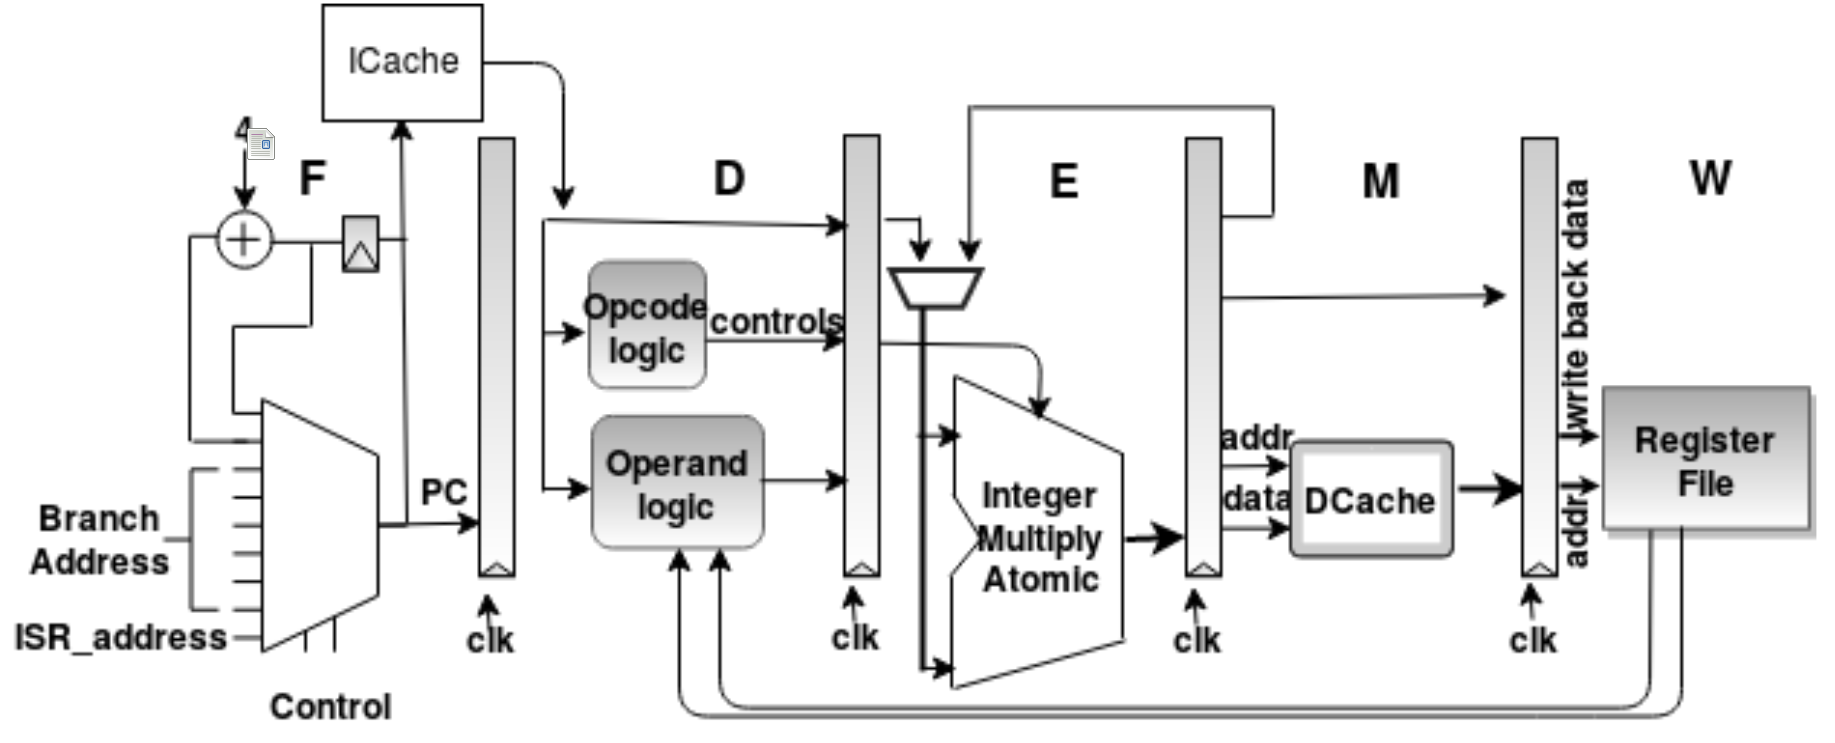 ICache
4
F
D
E
M
W
write back data
Opcode
logic
controls
Operand
logic
PC
Branch
Address
ISR_address
Control
clk
clk
Integer
Multiply
Atomic
addr
data
DCache
clk
clk
addr
Register
File